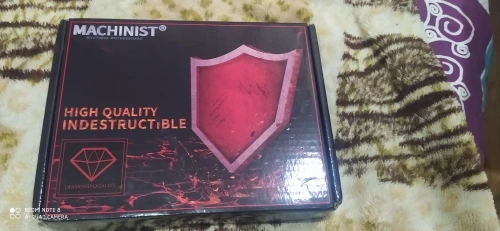 MACHINIST®
HIGH QUALITY
INDESTRUCTIBLE
REDMI NOTE 8
AI QUAD CAMERA